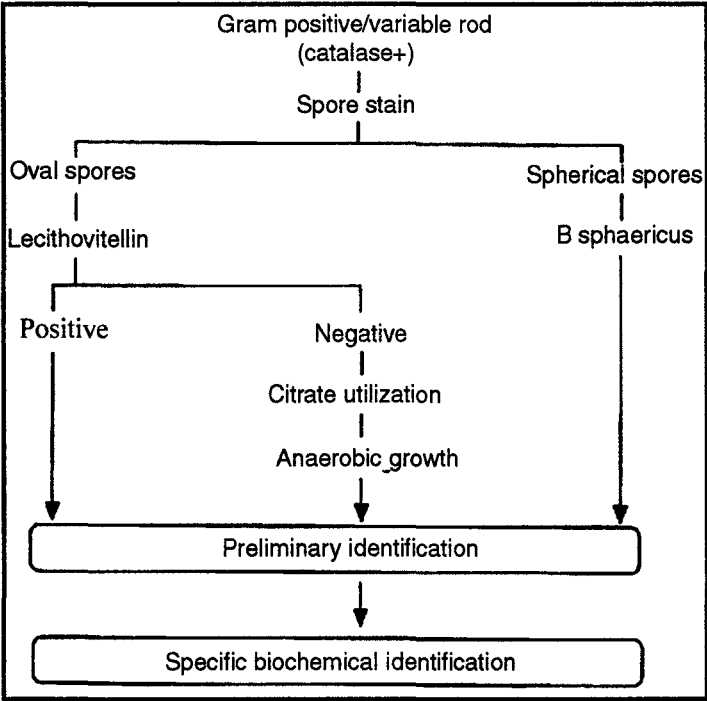 Gram positive/variable rod
(catalase+)
Spore stain
Oval spores
Spherical spores
Lecithovitellin
B sphaericus
Positive
Negative
Citrate utilization
Anaerobic growth
Preliminary identification
Specific biochemical identification